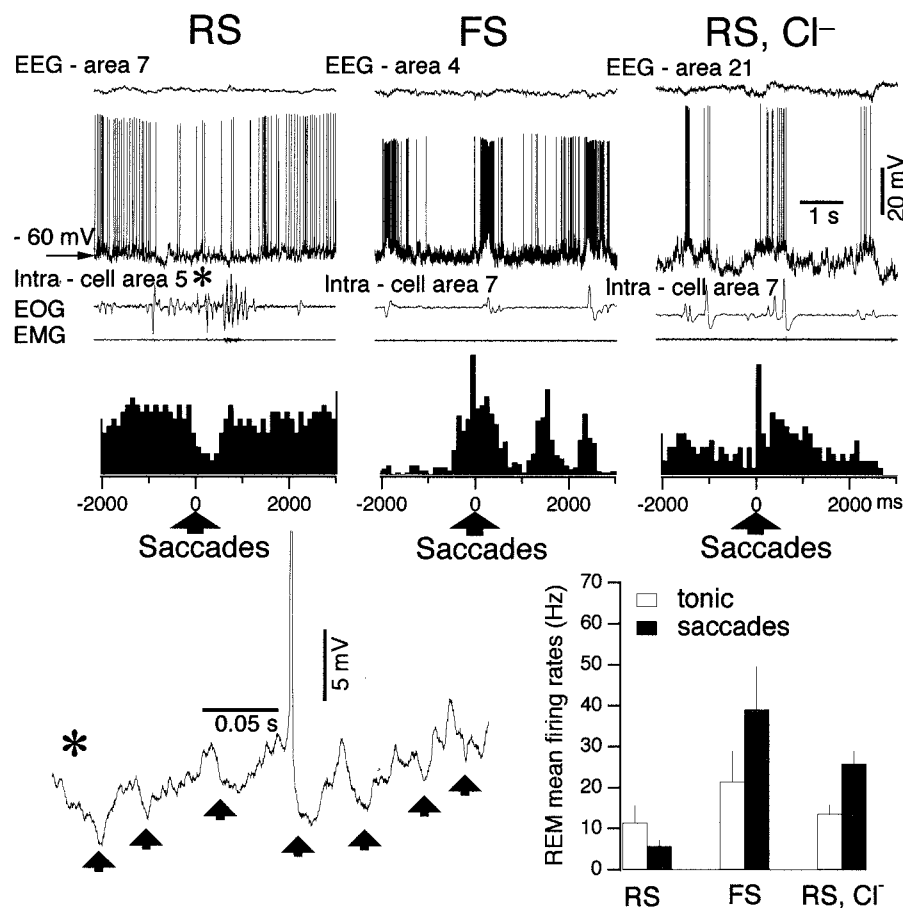 RS FS RS, Cl–
EEG - area 7 EEG - area 4 EEG - area 21
20 mV
1 s
- 60 mV
Intra - cell area 5 * Intra - cell area 7 Intra - cell area 7
EOG
EMG
-2000 0 2000 -2000 0 2000 -2000 0 2000 ms
Saccades Saccades Saccades
5 mV
0.05 s
*
REM mean firing rates (Hz)
70
60
50
40
30
20
10
0
tonic
saccades
RS FS RS, Cl-